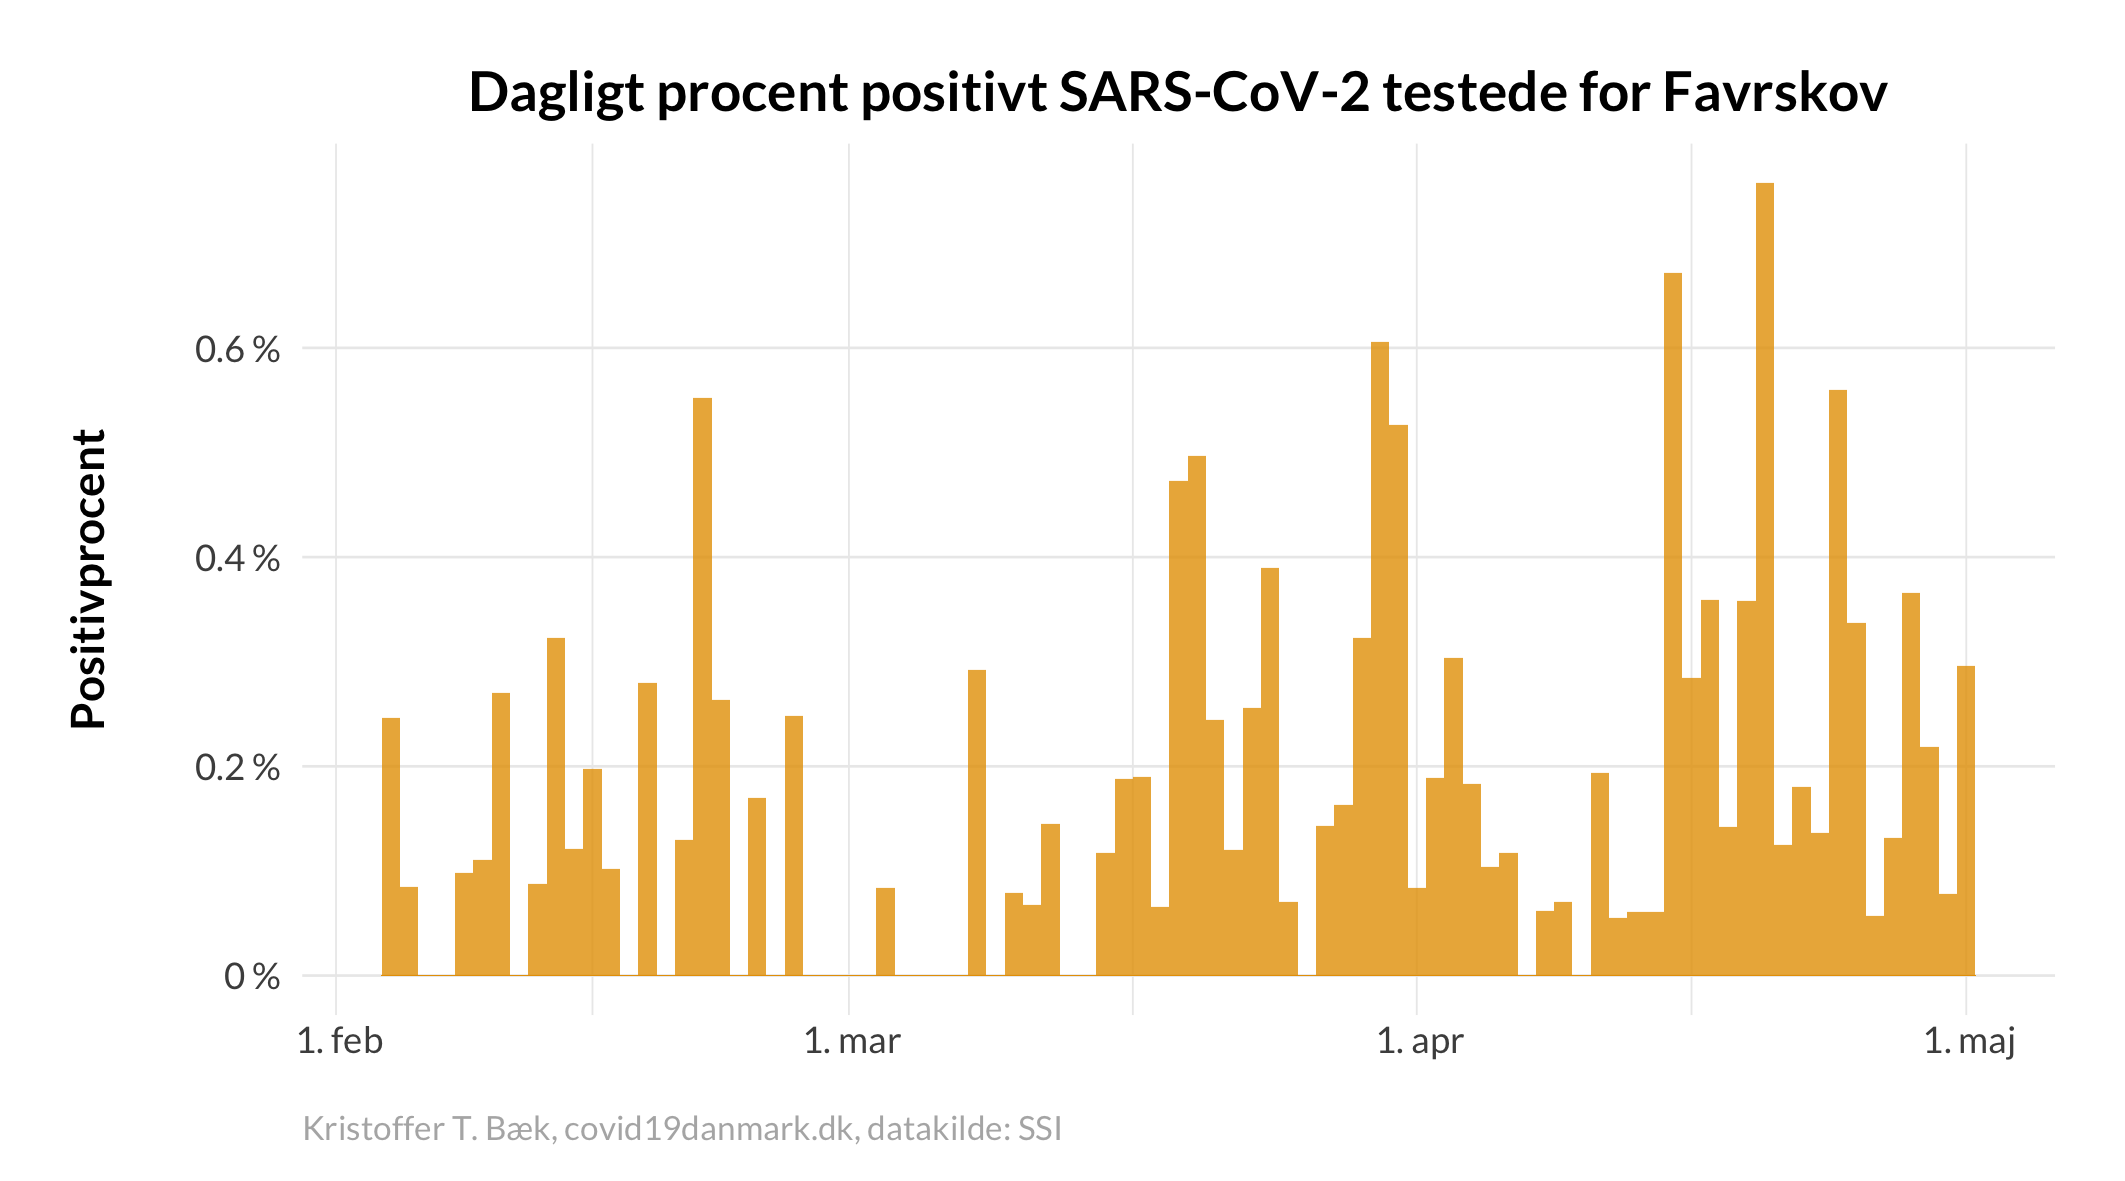 Dagligt procent positivt SARS-CoV-2 testede for Favrskov
Positivprocent
0.6 %
0.4 %
0.2 %
0 %
1. feb
1. mar
1. apr
1. maj
Kristoffer T. Bæk, covid19danmark.dk, datakilde: SSI